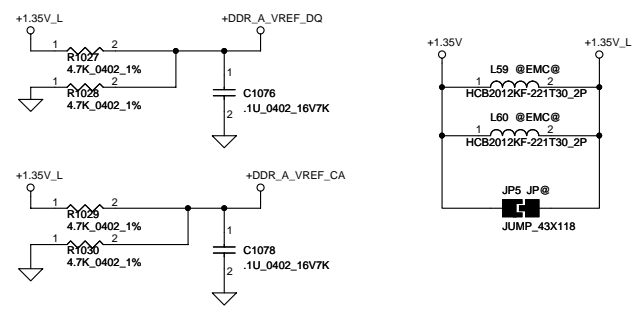 +1.35V_L
+DDR_A_VREF_DQ
1
2
R1027
4.7K_0402_1%
1
2
R1028
4.7K_0402_1%
1
C1076
.1U_0402_16V7K
2
+1.35V_L
+DDR_A_VREF_CA
1
2
R1029
4.7K_0402_1%
1
2
R1030
4.7K_0402_1%
1
C1078
.1U_0402_16V7K
2
+1.35V
+1.35V_L
L59 @EMC@
1
2
HCB2012KF-221T30_2P
L60 @EMC@
1
2
HCB2012KF-221T30_2P
JP5 JP@
JUMP_43X118